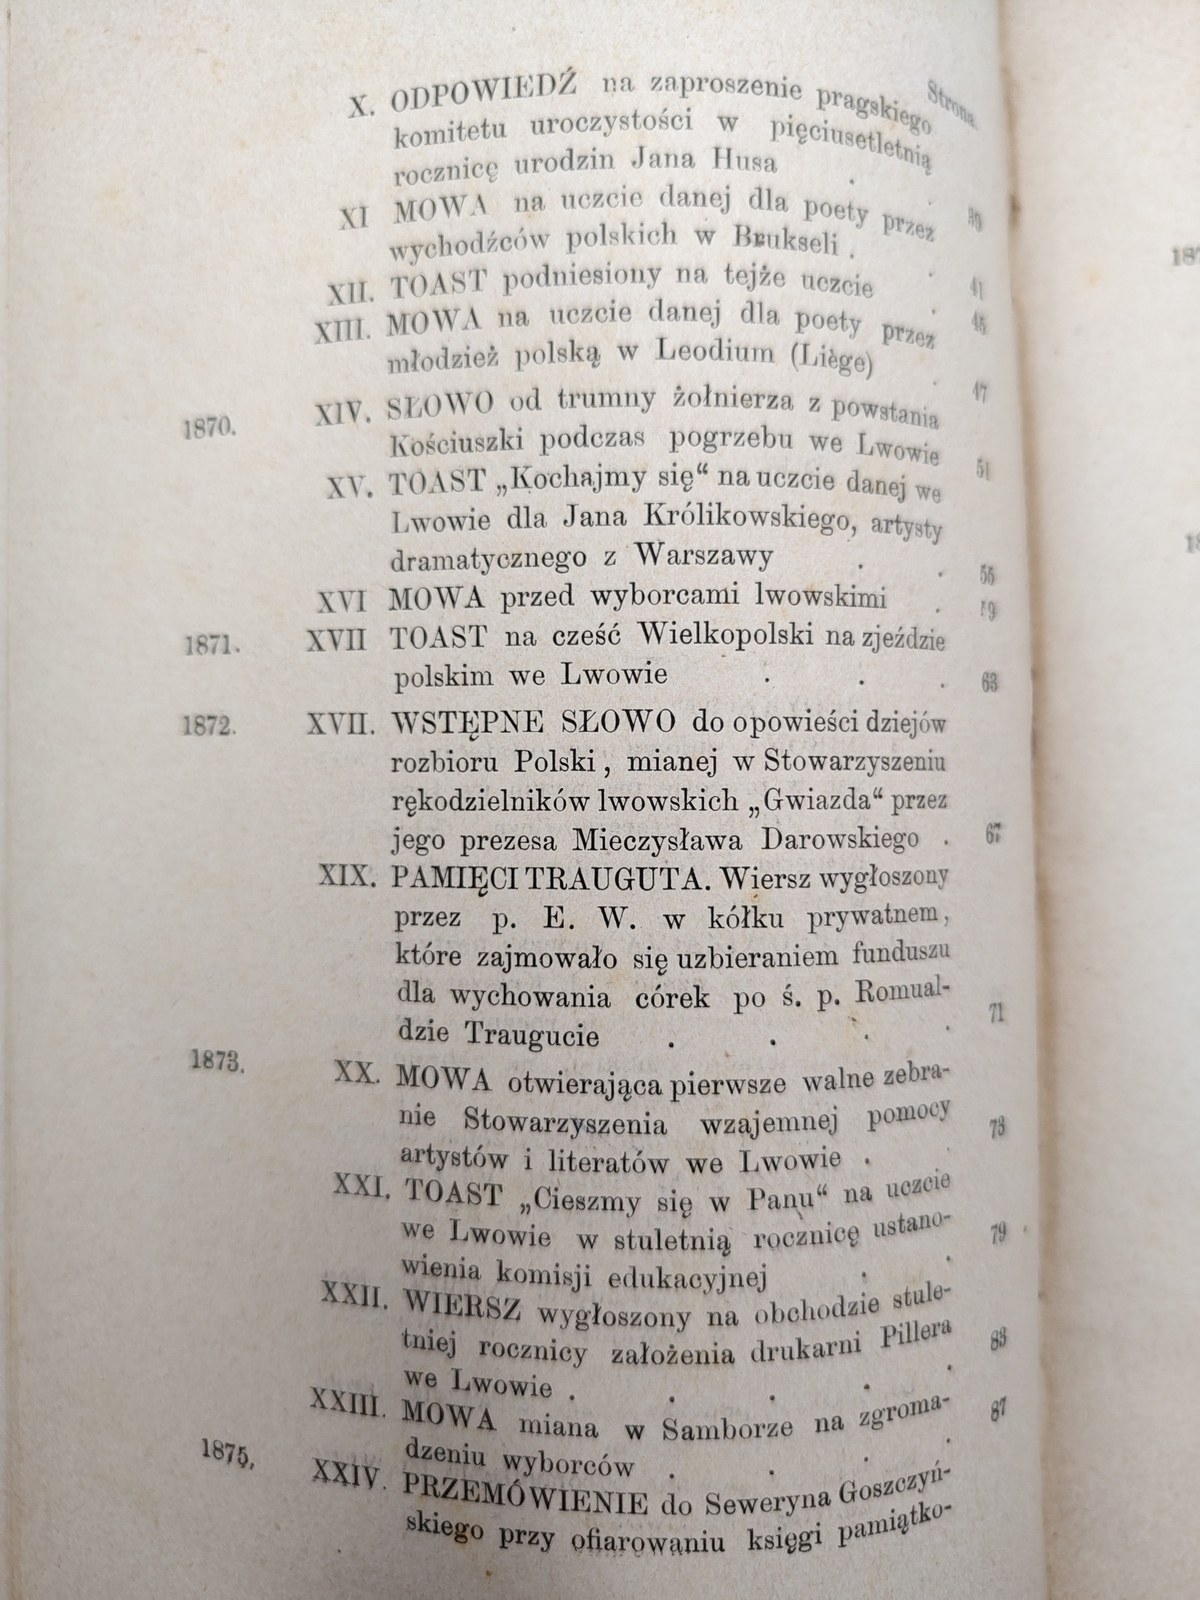 Strona
X. ODPOWIEDŹ na zaproszenie pragskiego
komitetu uroczystości w pięciusetletnią
rocznicę urodzin Jana Husa . .
XI MOWA na uczcie danej dla poety przez
wychodźców polskich w Brukseli . . 41
XII. TOAST podniesiony na tejże uczcie . 45
XIII. MOWA na uczcie danej dla poety przez
młodzież polską w Leodium (Liège) . 47
1870. XIV. SŁOWO od trumny żołnierza z powstania
Kościuszki podczas pogrzebu we Lwowie 51
XV. TOAST „Kochajmy się“ na uczcie danej we
Lwowie dla Jana Królikowskiego, artysty
dramatycznego z Warszawy . . 55
XVI MOWA przed wyborcami lwowskimi . 59
1871. XVII TOAST na cześć Wielkopolski na zjeździe
polskim we Lwowie . . . 63
1872. XVII. WSTĘPNE SŁOWO do opowieści dziejów
rozbioru Polski, mianej w Stowarzyszeniu
rękodzielników lwowskich „Gwiazda“ przez
jego prezesa Mieczysława Darowskiego . 67
XIX. PAMIĘCI TRAUGUTA. Wiersz wygłoszony
przez p. E. W. w kółku prywatnem,
które zajmowało się uzbieraniem funduszu
dla wychowania córek po ś. p. Romual-
dzie Traugucie . . . . 71
1873. XX. MOWA otwierająca pierwsze walne zebra-
nie Stowarzyszenia wzajemnej pomocy
artystów i literatów we Lwowie . . 73
XXI. TOAST „Cieszmy się w Panu“ na uczcie
we Lwowie w stuletnią rocznicę ustano-
wienia komisji edukacyjnej . . 79
XXII. WIERSZ wygłoszony na obchodzie stule-
tniej rocznicy założenia drukarni Pillera
we Lwowie . . . . . 83
XXIII. MOWA miana w Samborze na zgroma-
dzeniu wyborców . . . . 87
1875. XXIV. PRZEMÓWIENIE do Seweryna Goszczyń-
skiego przy ofiarowaniu księgi pamiątko-